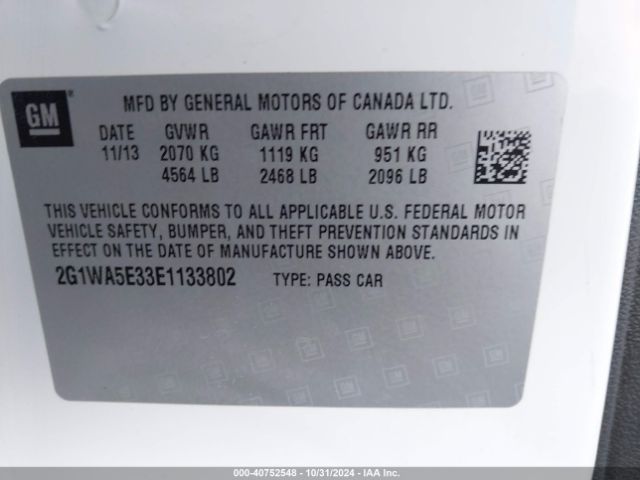 GM
MFD BY GENERAL MOTORS OF CANADA LTD.
DATE GVWR GAWR FRT GAWR RR
11/13 2070 KG 1119 KG 951 KG
4564 LB 2468 LB 2096 LB
THIS VEHICLE CONFORMS TO ALL APPLICABLE U.S. FEDERAL MOTOR
VEHICLE SAFETY, BUMPER, AND THEFT PREVENTION STANDARDS IN
EFFECT ON THE DATE OF MANUFACTURE SHOWN ABOVE.
2G1WA5E33E1133802 TYPE: PASS CAR
000-40752548 • 10/31/2024 • IAA Inc.